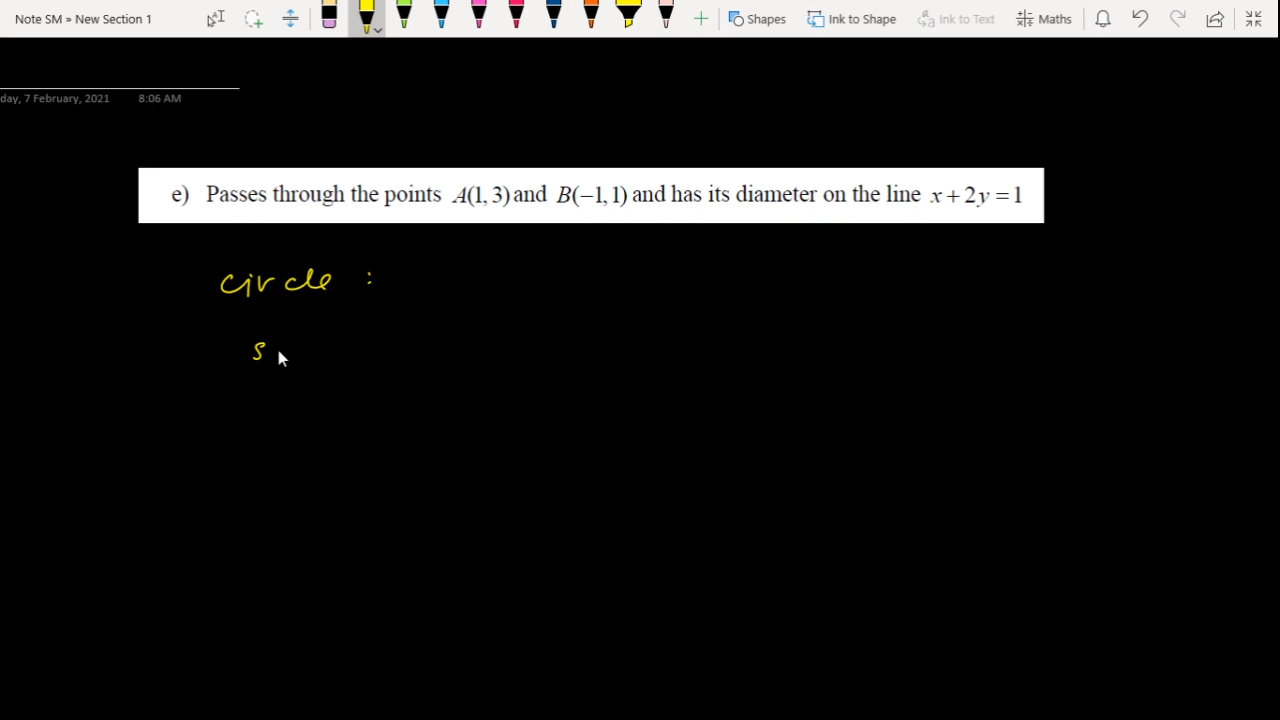 Note SM » New Section 1
Shapes
Ink to Shape
Ink to Text
Maths
day, 7 February, 2021 8:06 AM
e) Passes through the points A(1, 3) and B(−1, 1) and has its diameter on the line x + 2y = 1
circle :
s